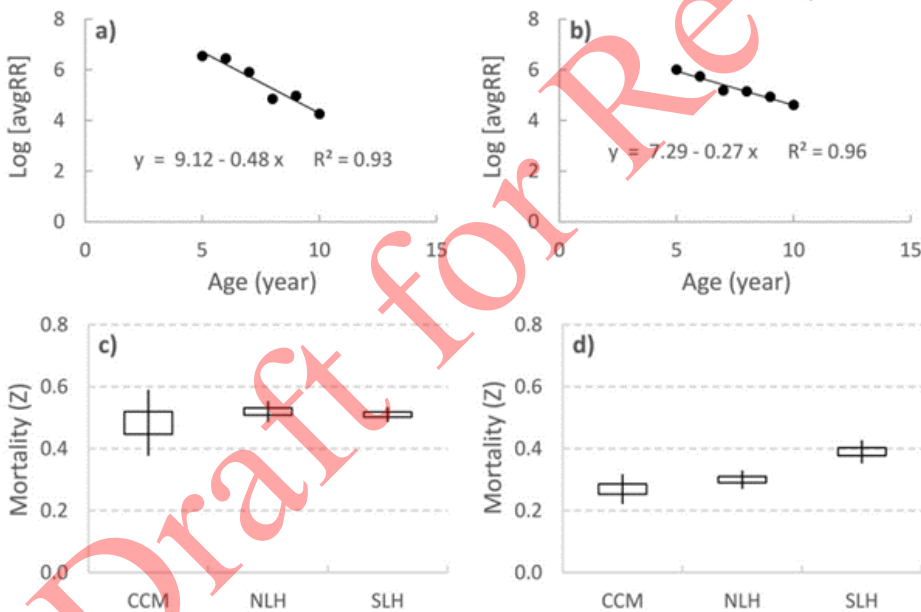 a)
8
6
4
2
0
Log [avgRR]
y = 9.12 - 0.48 x R² = 0.93
0 5 10 15
Age (year)
b)
8
6
4
2
0
Log [avgRR]
y = 7.29 - 0.27 x R² = 0.96
0 5 10 15
Age (year)
c)
0.8
0.6
0.4
0.2
0.0
Mortality (Z)
CCM NLH SLH
d)
0.8
0.6
0.4
0.2
0.0
Mortality (Z)
CCM NLH SLH
Draft for Re